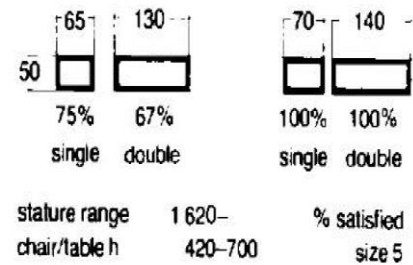 65 130 70 140
50
75% 67% 100% 100%
single double single double
stature range 1 620– % satisfied
chair/table h 420–700 size 5